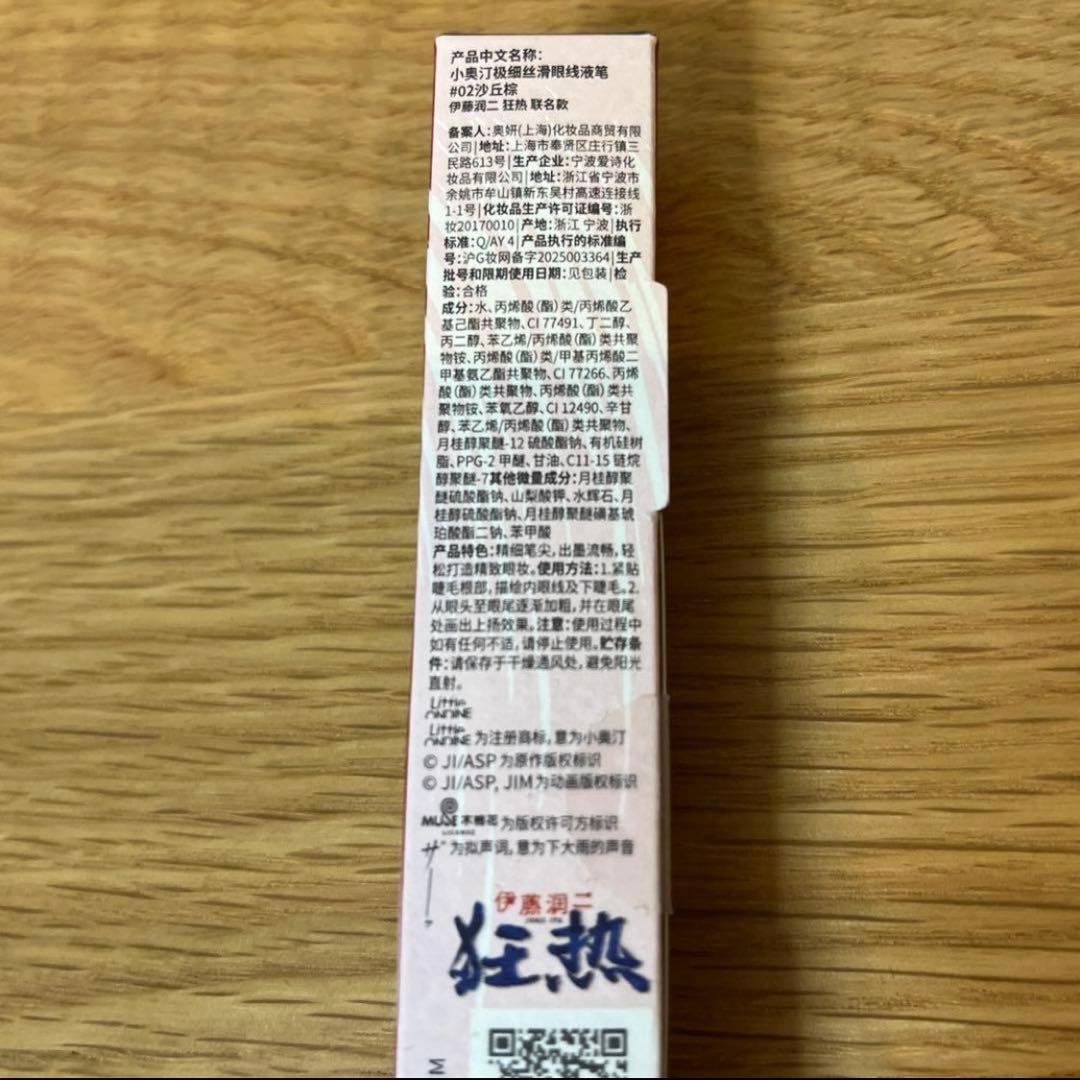 产品中文名称：
小奥汀极细丝滑眼线液笔
#02沙丘棕
伊藤润二 狂热 联名款
备案人：奥妍(上海)化妆品商贸有限
公司|地址：上海市奉贤区庄行镇三
民路613号|生产企业：宁波爱诗化
妆品有限公司|地址：浙江省宁波市
余姚市牟山镇新东吴村高速连接线
1-1号|化妆品生产许可证编号：浙
妆20170010|产地：浙江 宁波|执行
标准：Q/AY 4|产品执行的标准编
号：沪G妆网备字2025003364|生产
批号和限期使用日期：见包装|检
验：合格
成分：水、丙烯酸（酯）类/丙烯酸乙
基己酯共聚物、CI 77491、丁二醇、
丙二醇、苯乙烯/丙烯酸（酯）类共聚
物铵、丙烯酸（酯）类/甲基丙烯酸二
甲基氨乙酯共聚物、CI 77266、丙烯
酸（酯）类共聚物、丙烯酸（酯）类共
聚物铵、苯氧乙醇、CI 12490、辛甘
醇、苯乙烯/丙烯酸（酯）类共聚物、
月桂醇聚醚-12 硫酸酯钠、有机硅树
脂、PPG-2 甲醚、甘油、C11-15 链烷
醇聚醚-7其他微量成分：月桂醇聚
醚硫酸酯钠、山梨酸钾、水辉石、月
桂醇硫酸酯钠、月桂醇聚醚磺基琥
珀酸酯二钠、苯甲酸
产品特色：精细笔尖，出墨流畅，轻
松打造精致眼妆。使用方法：1.紧贴
睫毛根部，描绘内眼线及下睫毛。2.
从眼头至眼尾逐渐加粗，并在眼尾
处画出上扬效果。注意：使用过程中
如有任何不适，请停止使用。贮存条
件：请保存于干燥通风处，避免阳光
直射。
Little
ONDINE
Little
ONDINE 为注册商标，意为小奥汀
© JI/ASP 为原作版权标识
© JI/ASP, JIM为动画版权标识
MUSE 木棉花 为版权许可方标识
ザー 为拟声词，意为下大雨的声音
伊藤润二
狂热
M